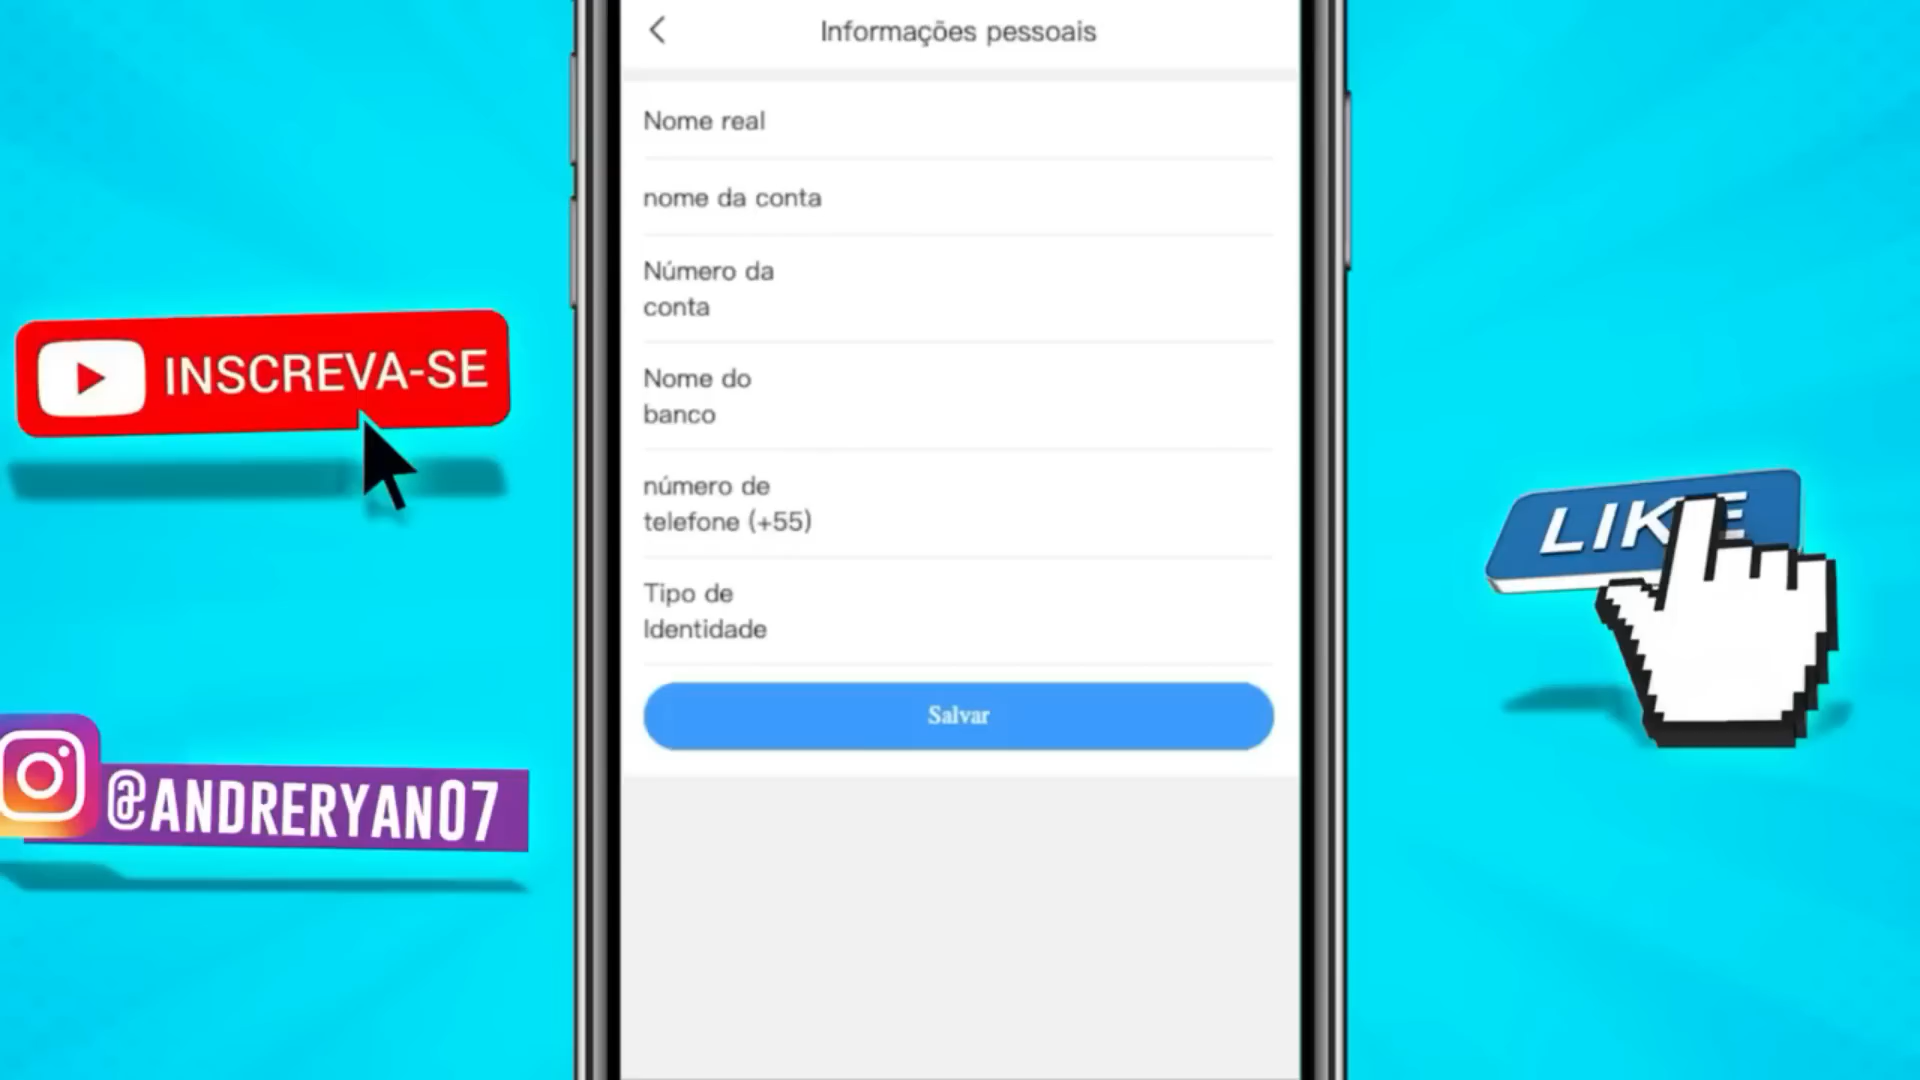 Informações pessoais
Nome real
nome da conta
Número da
conta
Nome do
banco
número de
telefone (+55)
Tipo de
Identidade
Salvar
INSCREVA-SE
@ANDRERYAN07
LIKE